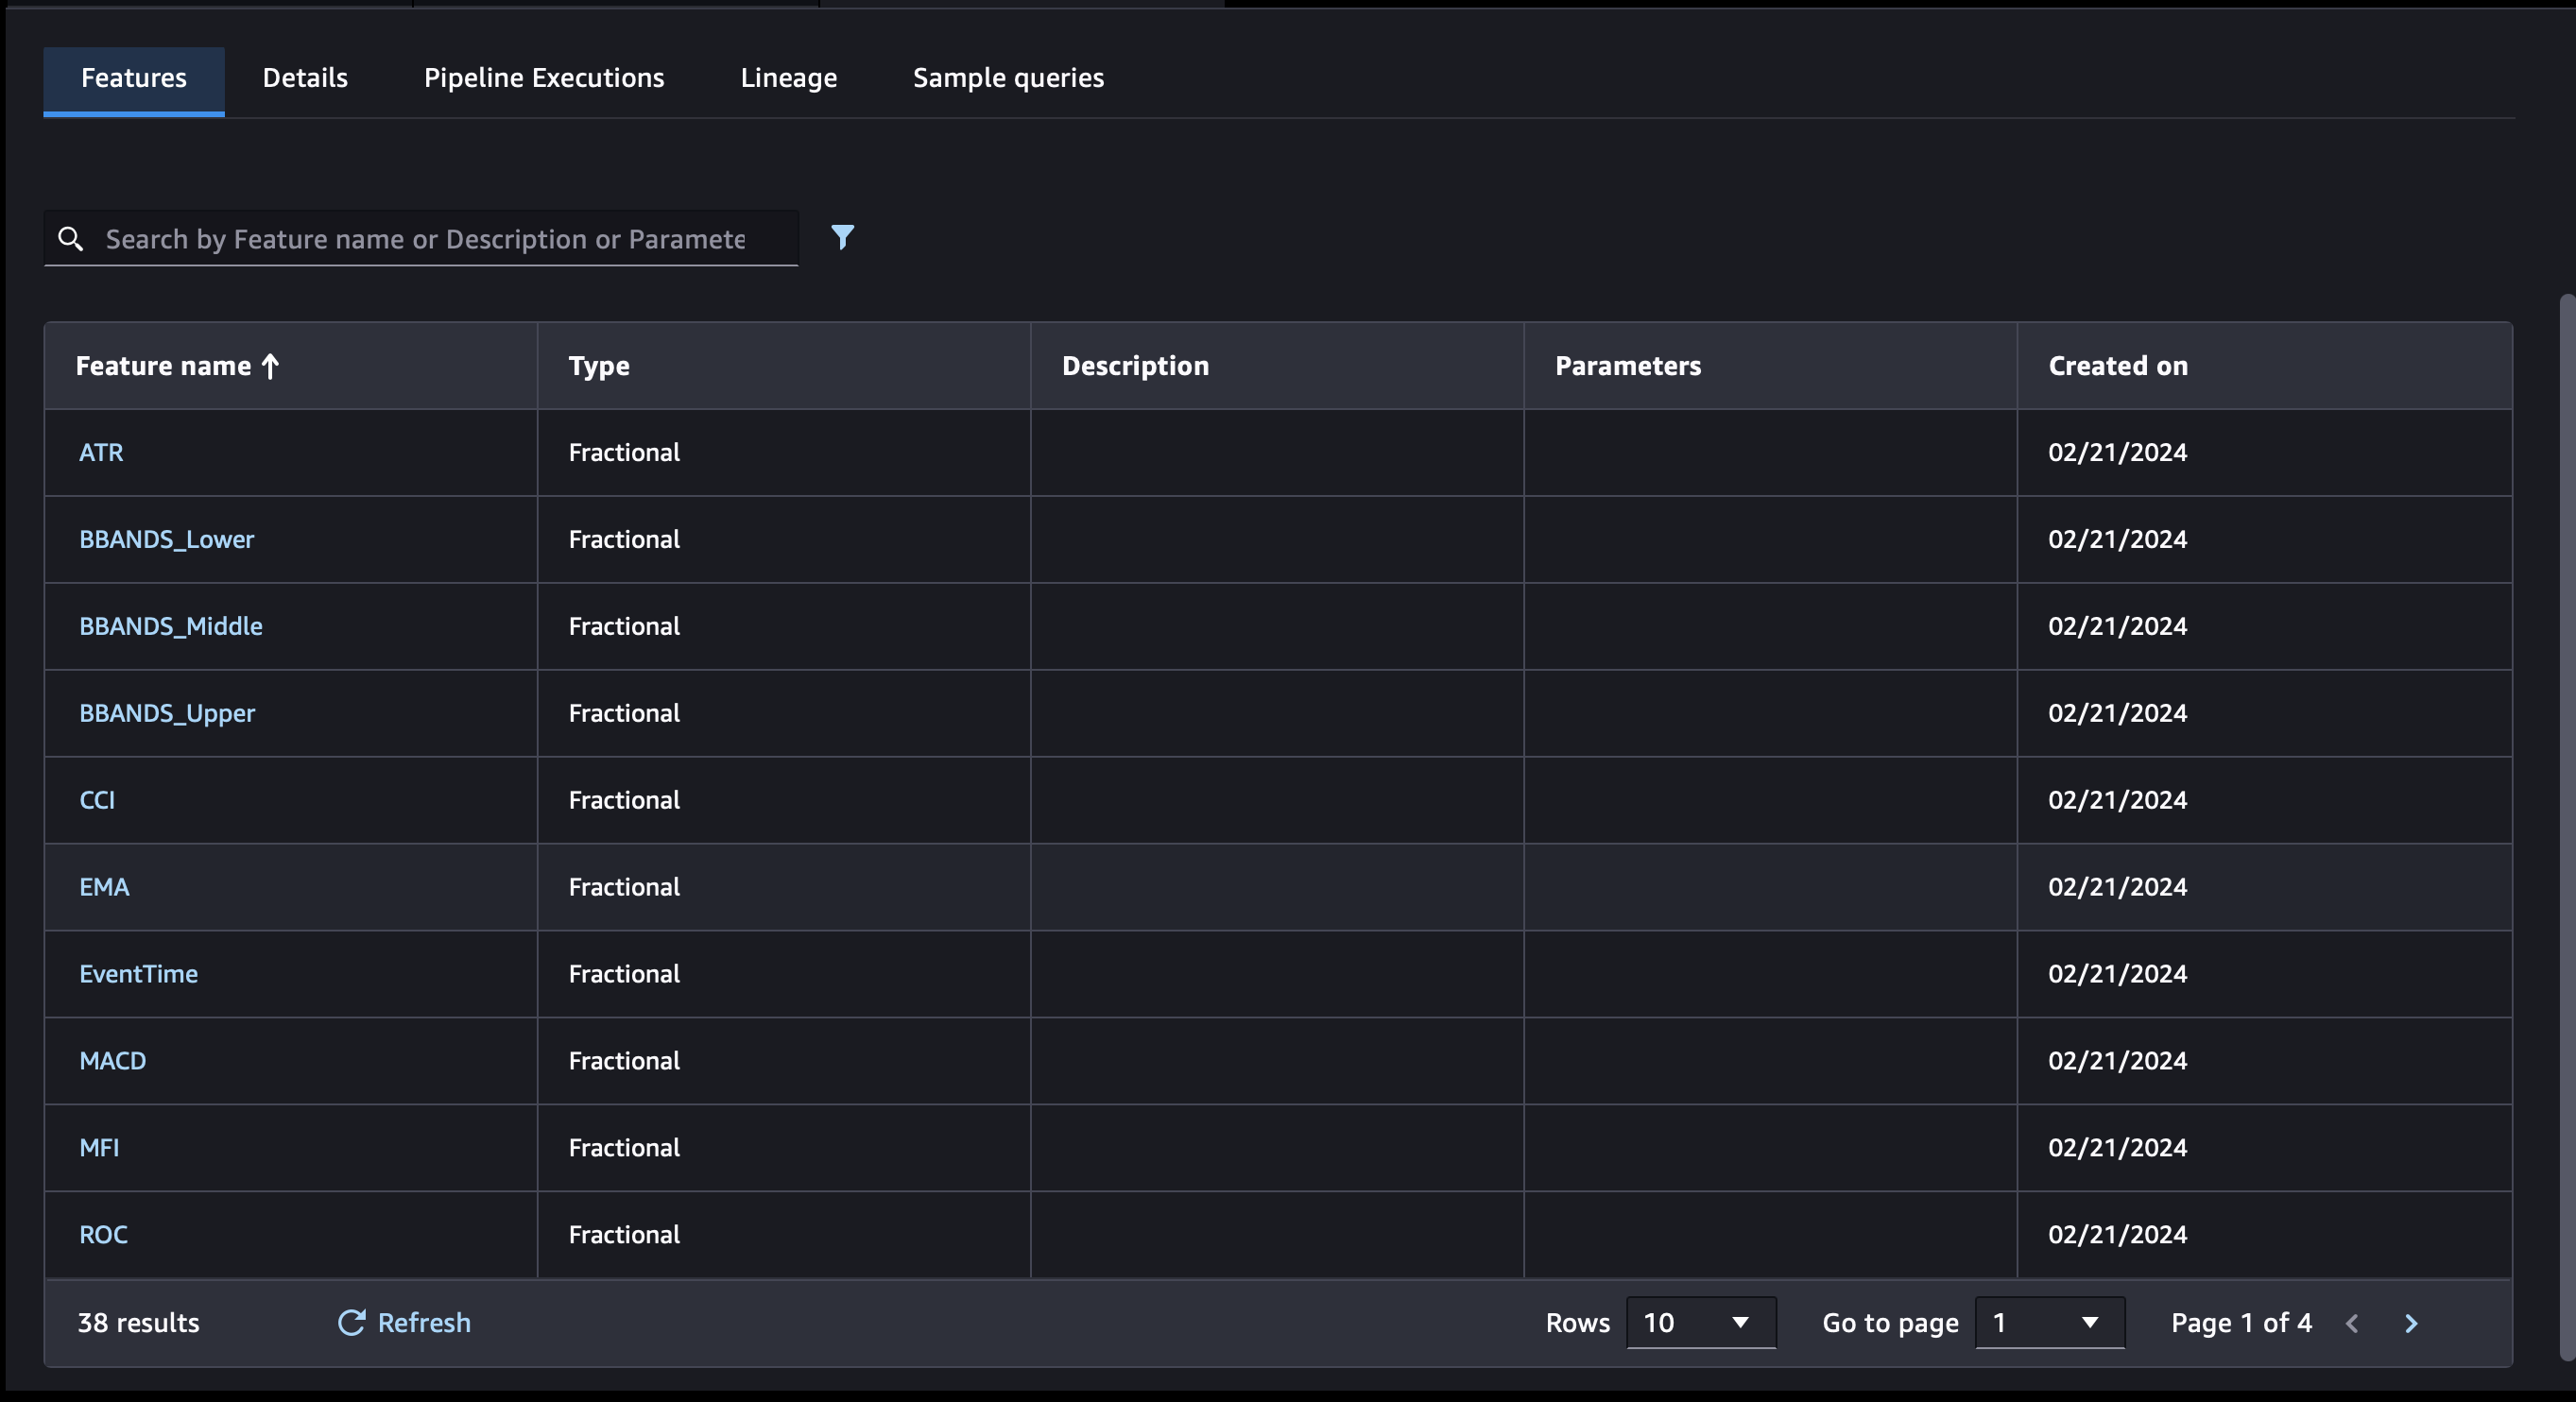 Features Details Pipeline Executions Lineage Sample queries
Search by Feature name or Description or Paramete
Feature name Type Description Parameters Created on
ATR Fractional 02/21/2024
BBANDS_Lower Fractional 02/21/2024
BBANDS_Middle Fractional 02/21/2024
BBANDS_Upper Fractional 02/21/2024
CCI Fractional 02/21/2024
EMA Fractional 02/21/2024
EventTime Fractional 02/21/2024
MACD Fractional 02/21/2024
MFI Fractional 02/21/2024
ROC Fractional 02/21/2024
38 results Refresh Rows 10 Go to page 1 Page 1 of 4